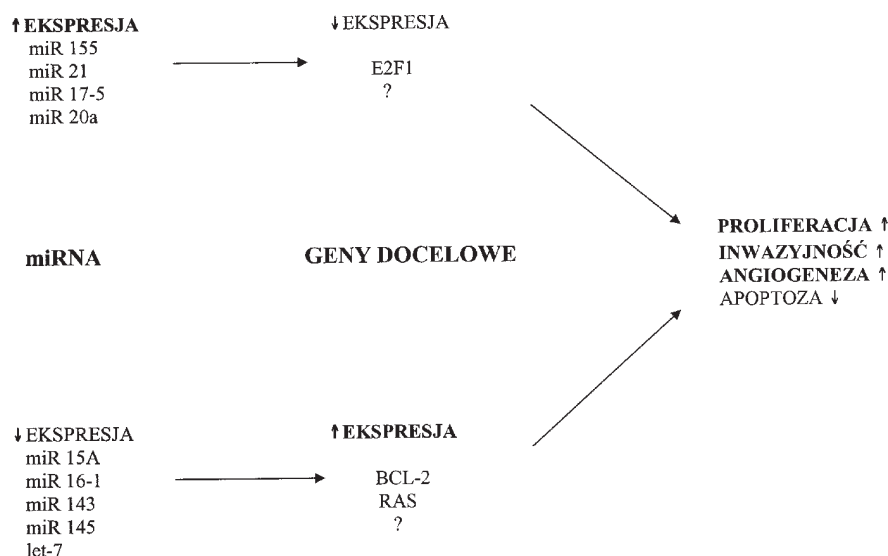 ↑EKSPRESJA
miR 155
miR 21
miR 17-5
miR 20a
↓EKSPRESJA
E2F1
?
miRNA
GENY DOCELOWE
PROLIFERACJA ↑
INWAZYJNOŚĆ ↑
ANGIOGENEZA ↑
APOPTOZA ↓
↓EKSPRESJA
miR 15A
miR 16-1
miR 143
miR 145
let-7
↑EKSPRESJA
BCL-2
RAS
?